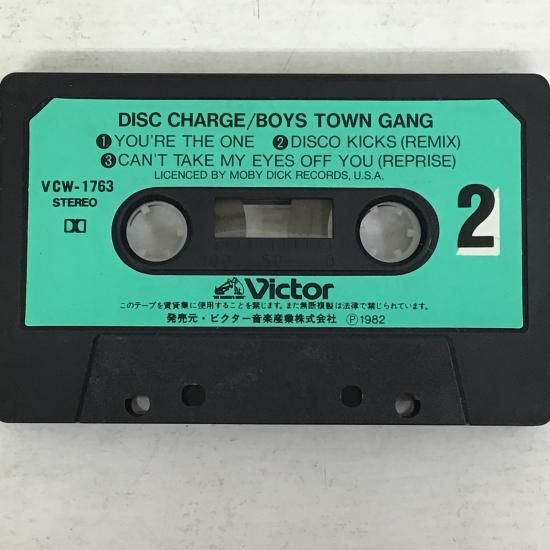 DISC CHARGE/BOYS TOWN GANG
❶YOU'RE THE ONE ❷DISCO KICKS (REMIX)
❸CAN'T TAKE MY EYES OFF YOU (REPRISE)
LICENCED BY MOBY DICK RECORDS, U.S.A.
VCW-1763
STEREO
2
Victor
このテープを賃貸業に使用することを禁じます。また無断複製は法律で禁じられています。
発売元・ビクター音楽産業株式会社 Ⓟ1982